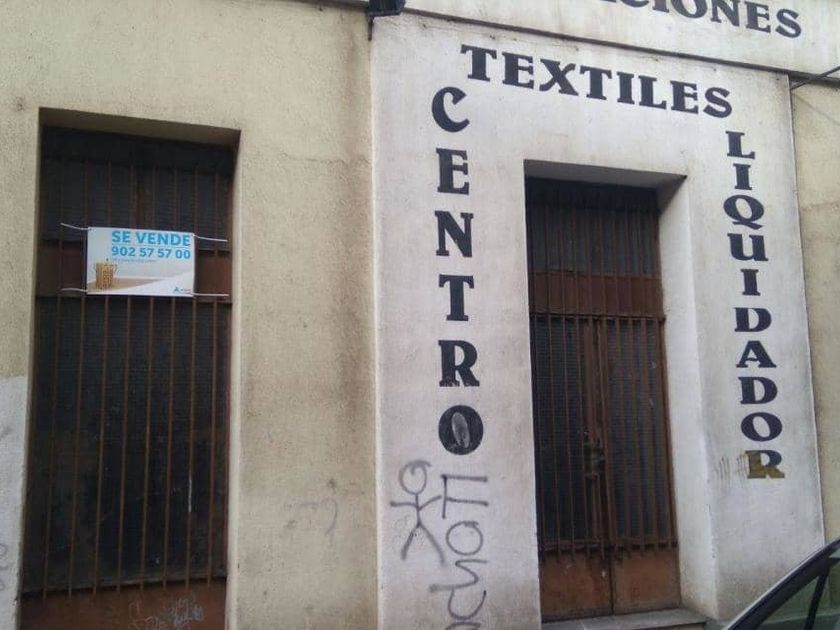 CIONES
TEXTILES
CENTRO
LIQUIDADOR
SE VENDE
902 57 57 00